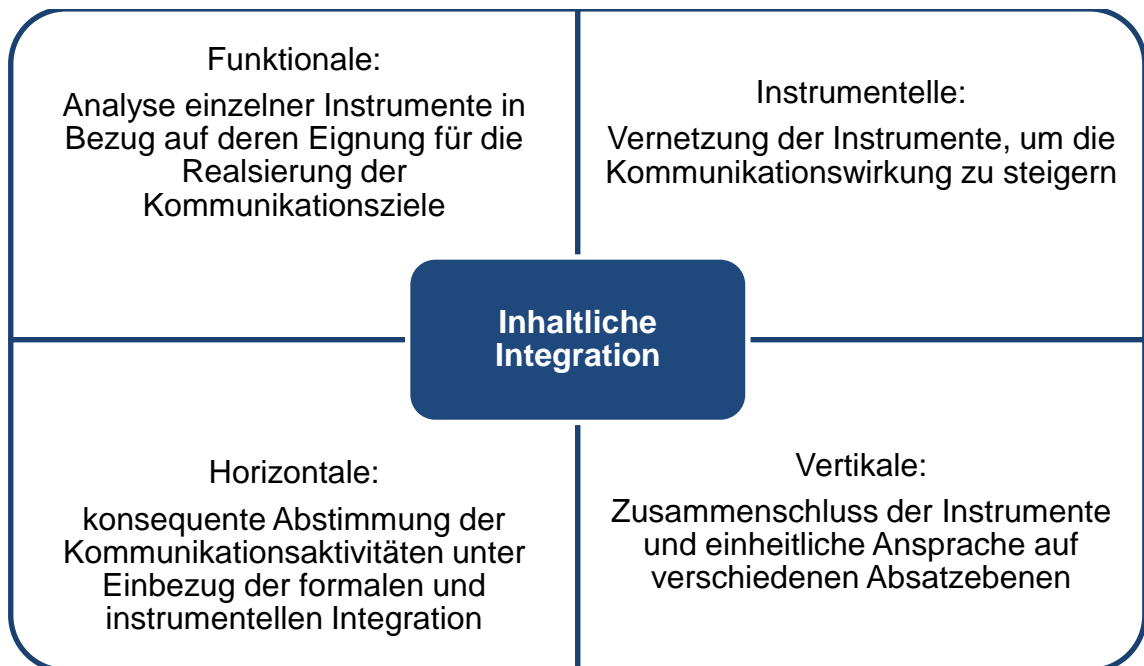 Funktionale:
Analyse einzelner Instrumente in
Bezug auf deren Eignung für die
Realsierung der
Kommunikationsziele
Instrumentelle:
Vernetzung der Instrumente, um die
Kommunikationswirkung zu steigern
Inhaltliche
Integration
Horizontale:
konsequente Abstimmung der
Kommunikationsaktivitäten unter
Einbezug der formalen und
instrumentellen Integration
Vertikale:
Zusammenschluss der Instrumente
und einheitliche Ansprache auf
verschiedenen Absatzebenen